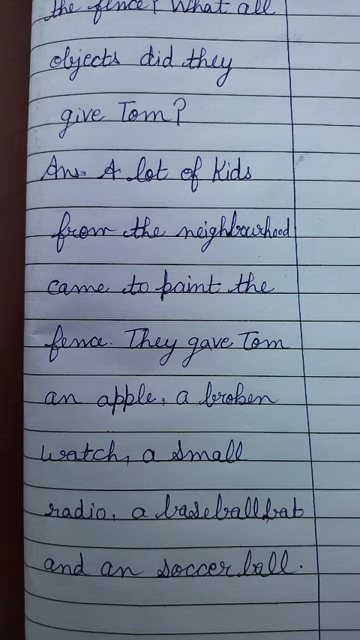 the fence? What all
objects did they
give Tom?
Ans. A lot of Kids
from the neighbourhood
came to paint the
fence. They gave Tom
an apple, a broken
watch, a small
radio, a baseball bat
and an soccer ball.